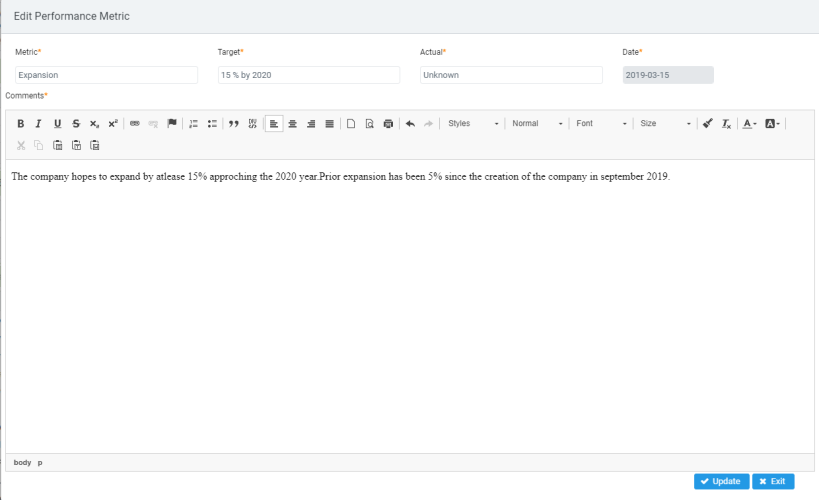 Edit Performance Metric
Metric* Target* Actual* Date*
Expansion 15 % by 2020 Unknown 2019-03-15
Comments*
B I U S x₂ x² Styles Normal Font Size A A
The company hopes to expand by atlease 15% approching the 2020 year.Prior expansion has been 5% since the creation of the company in september 2019.
body p
Update Exit